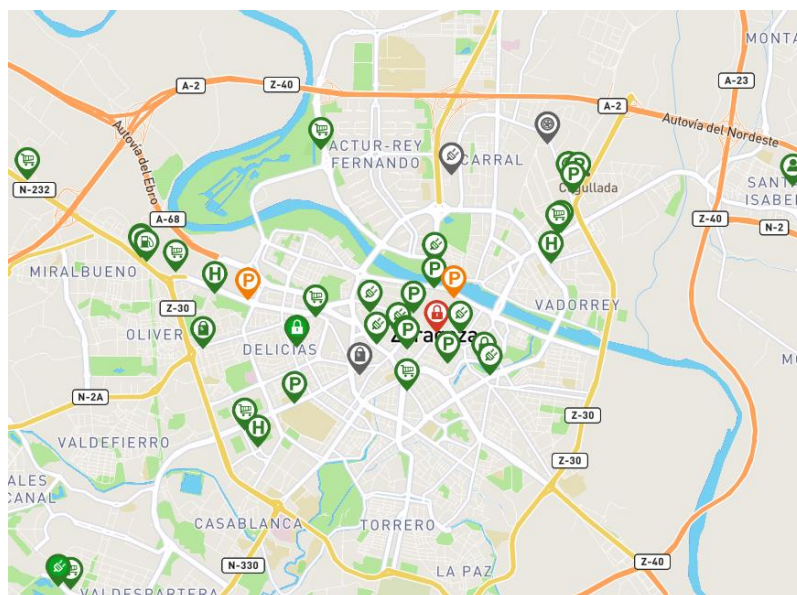 MONTA
A-23
A-2
Z-40
A-2
Autovía del Ebro
Autovía del Nordeste
ACTUR-REY
FERNANDO
CARRAL
Cogullada
SANT
ISABE
N-232
A-68
Z-40
N-2
MIRALBUENO
H
H
P
P
P
P
Z-30
VADORREY
OLIVER
P
P
DELICIAS
Zaragoza
P
P
N-2A
H
Z-30
VALDEFIERRO
Z-30
ALES
CANAL
CASABLANCA
TORRERO
N-330
LA PAZ
Z-40
VALDESPARTERA